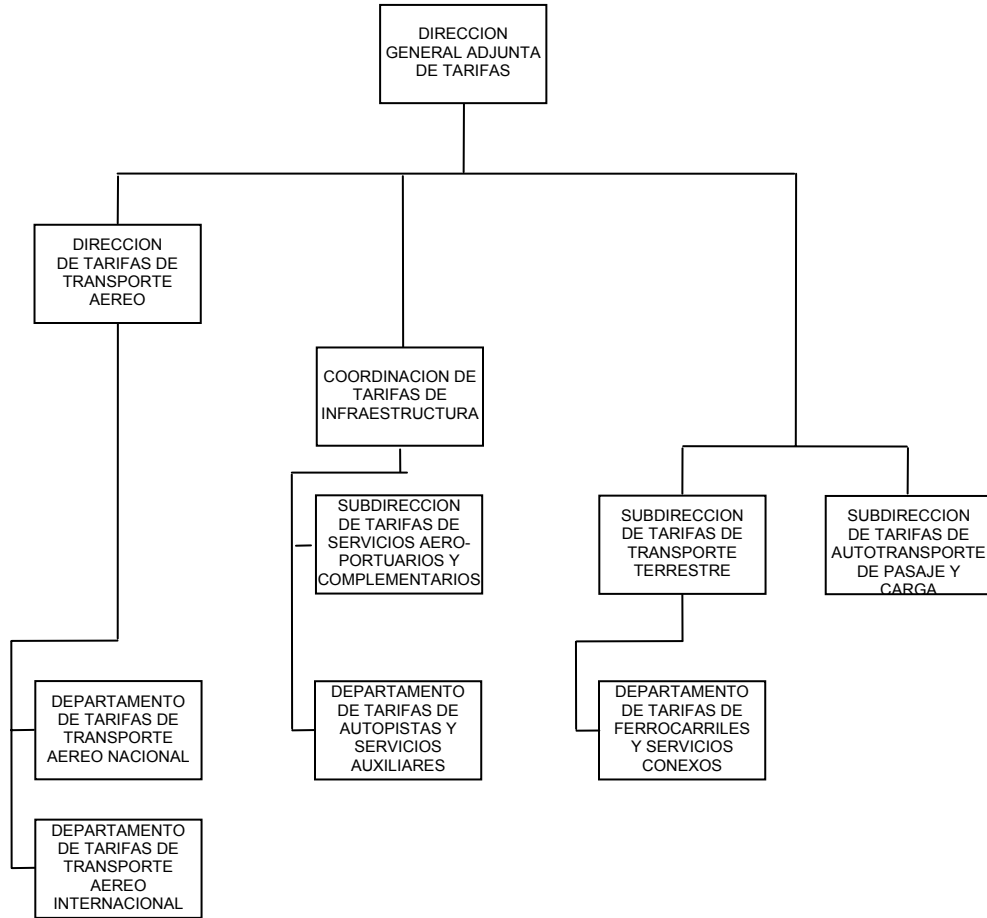 DIRECCION
GENERAL ADJUNTA
DE TARIFAS
DIRECCION
DE TARIFAS DE
TRANSPORTE
AEREO
COORDINACION DE
TARIFAS DE
INFRAESTRUCTURA
SUBDIRECCION
DE TARIFAS DE
SERVICIOS AERO-
PORTUARIOS Y
COMPLEMENTARIOS
SUBDIRECCION
DE TARIFAS DE
TRANSPORTE
TERRESTRE
SUBDIRECCION
DE TARIFAS DE
AUTOTRANSPORTE
DE PASAJE Y
CARGA
DEPARTAMENTO
DE TARIFAS DE
TRANSPORTE
AEREO NACIONAL
DEPARTAMENTO
DE TARIFAS DE
AUTOPISTAS Y
SERVICIOS
AUXILIARES
DEPARTAMENTO
DE TARIFAS DE
FERROCARRILES
Y SERVICIOS
CONEXOS
DEPARTAMENTO
DE TARIFAS DE
TRANSPORTE
AEREO
INTERNACIONAL